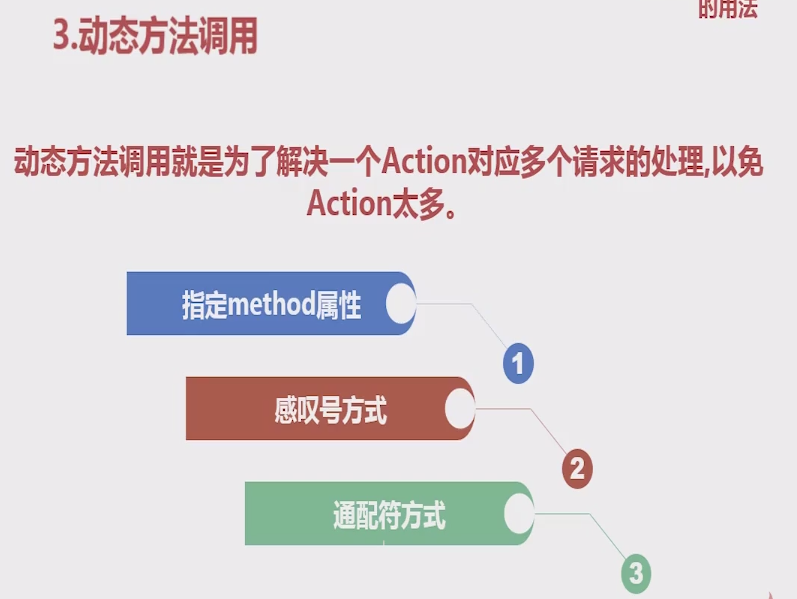 的用法
3.动态方法调用
动态方法调用就是为了解决一个Action对应多个请求的处理,以免
Action太多。
指定method属性
1
感叹号方式
2
通配符方式
3